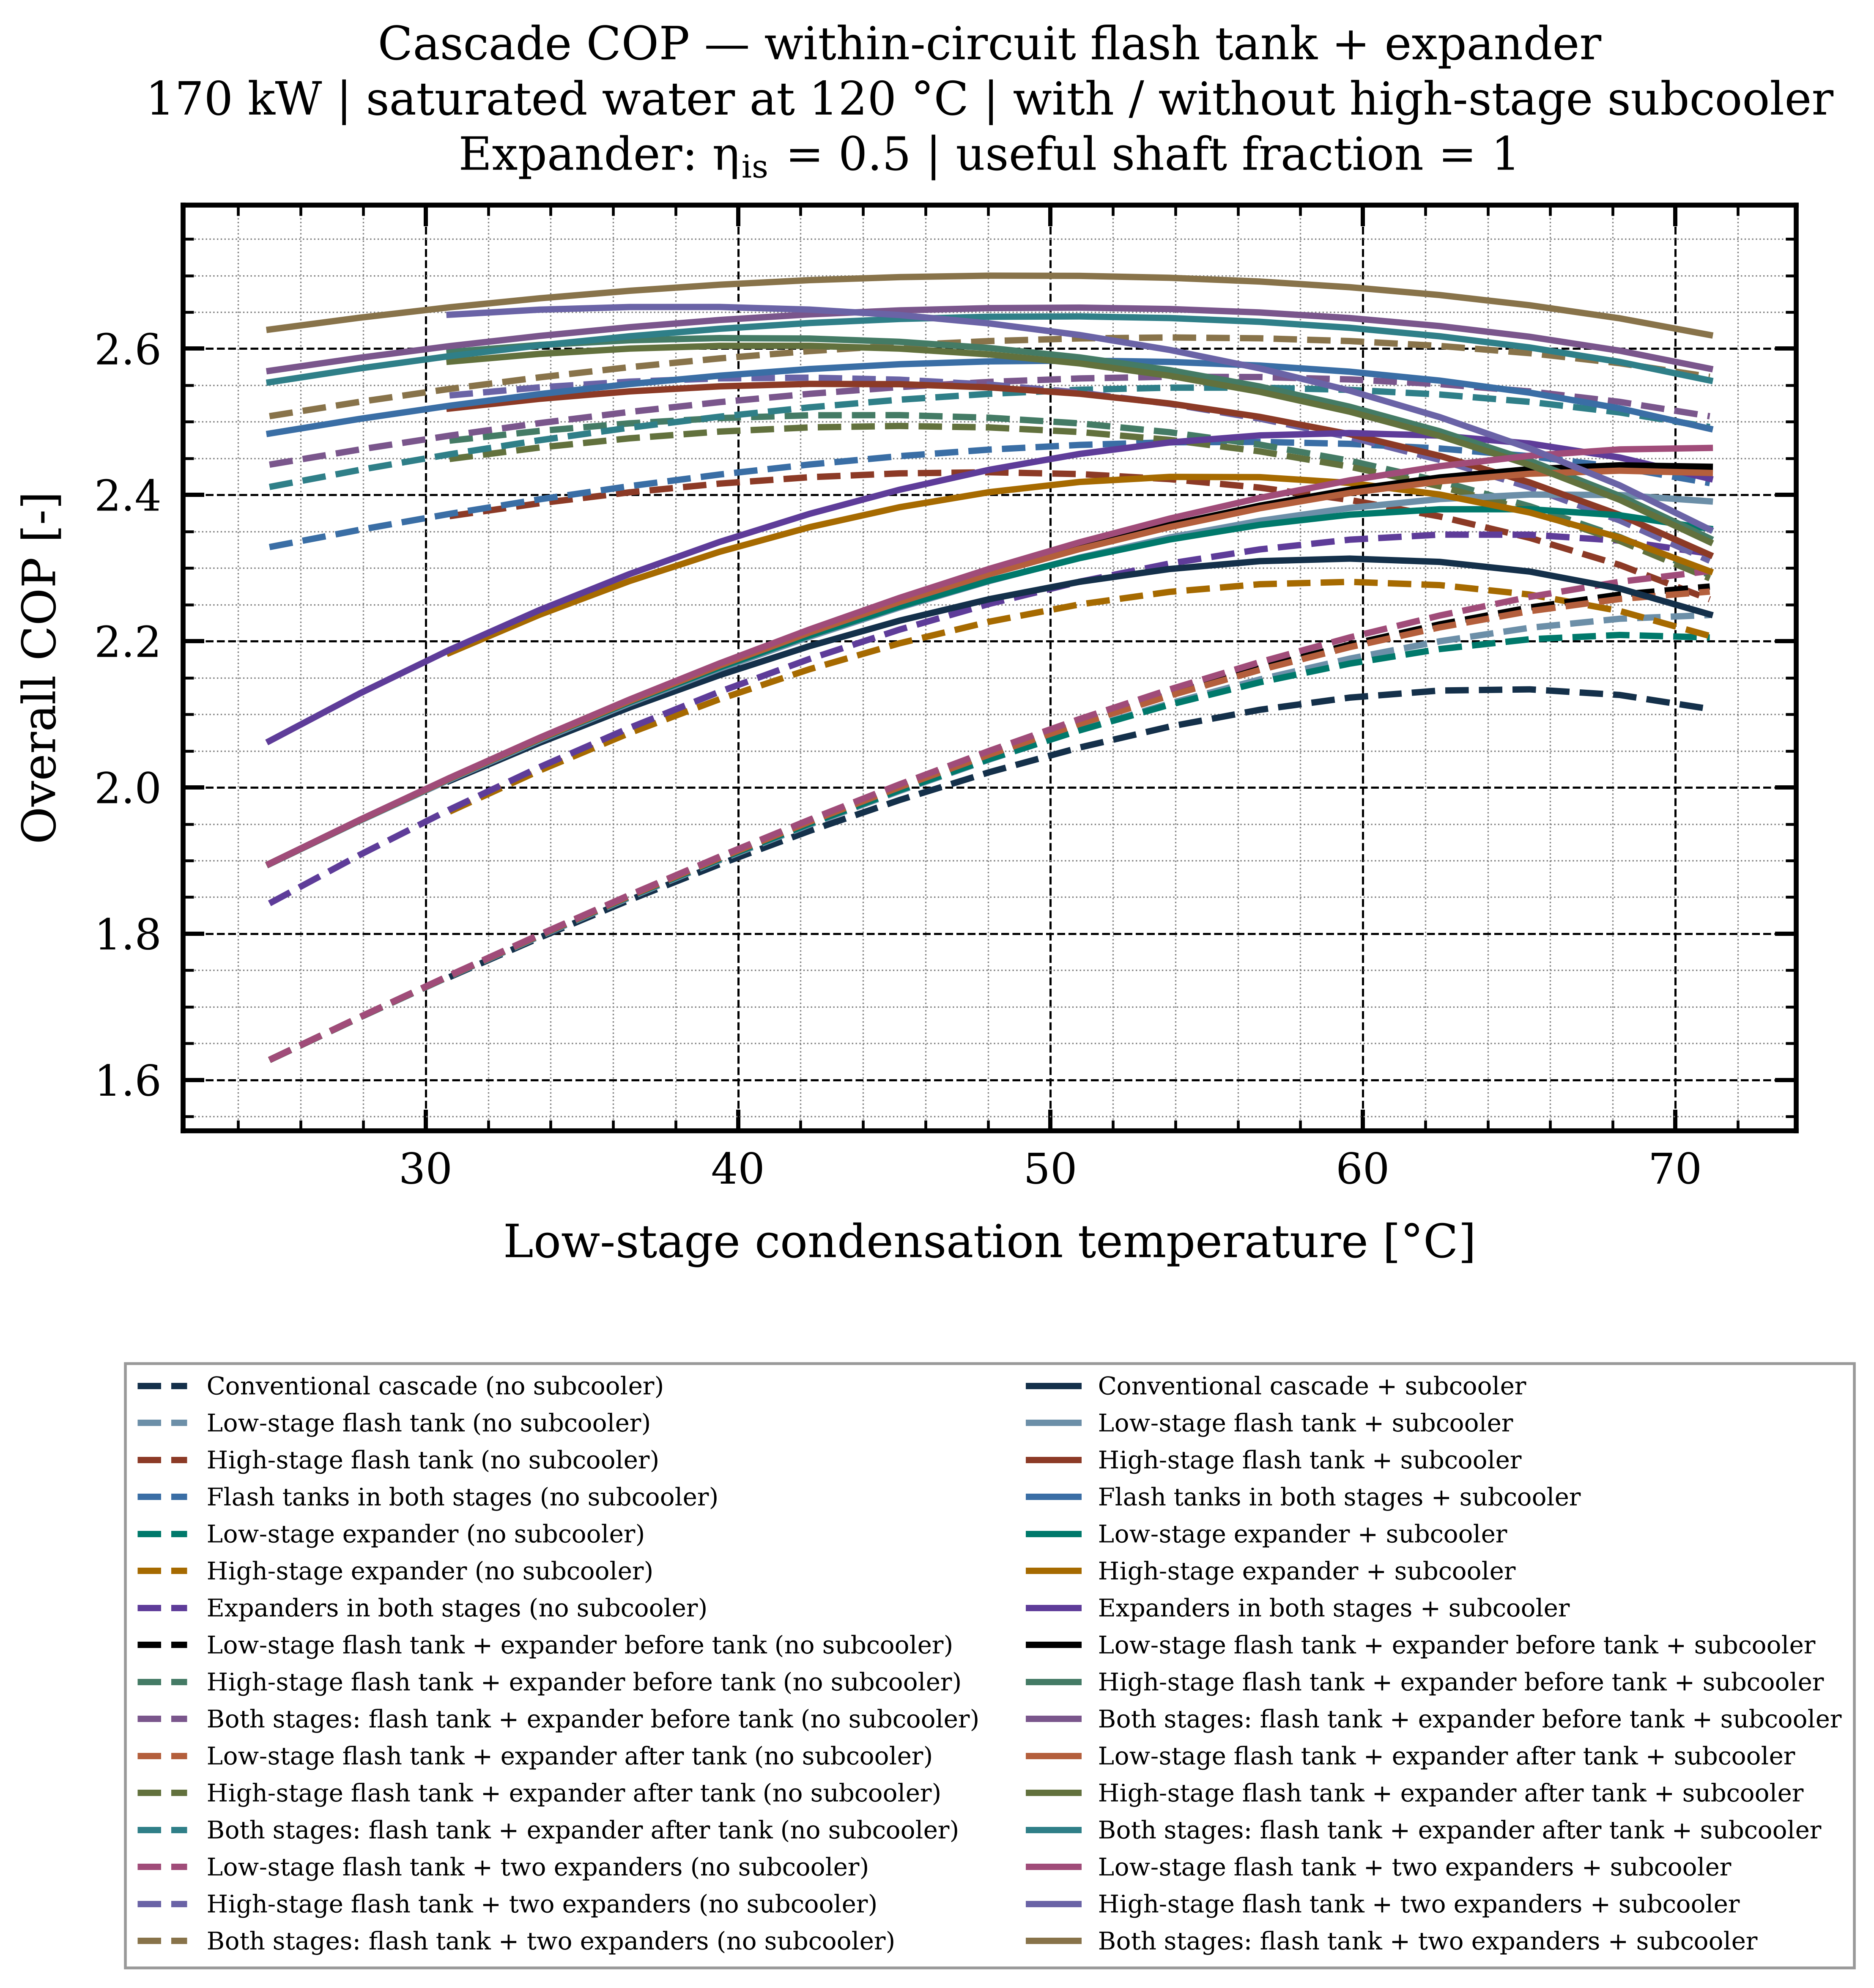 Cascade COP — within-circuit flash tank + expander
170 kW | saturated water at 120 °C | with / without high-stage subcooler
Expander: ηis = 0.5 | useful shaft fraction = 1
Overall COP [-]
2.6
2.4
2.2
2.0
1.8
1.6
30 40 50 60 70
Low-stage condensation temperature [°C]
Conventional cascade (no subcooler)
Low-stage flash tank (no subcooler)
High-stage flash tank (no subcooler)
Flash tanks in both stages (no subcooler)
Low-stage expander (no subcooler)
High-stage expander (no subcooler)
Expanders in both stages (no subcooler)
Low-stage flash tank + expander before tank (no subcooler)
High-stage flash tank + expander before tank (no subcooler)
Both stages: flash tank + expander before tank (no subcooler)
Low-stage flash tank + expander after tank (no subcooler)
High-stage flash tank + expander after tank (no subcooler)
Both stages: flash tank + expander after tank (no subcooler)
Low-stage flash tank + two expanders (no subcooler)
High-stage flash tank + two expanders (no subcooler)
Both stages: flash tank + two expanders (no subcooler)
Conventional cascade + subcooler
Low-stage flash tank + subcooler
High-stage flash tank + subcooler
Flash tanks in both stages + subcooler
Low-stage expander + subcooler
High-stage expander + subcooler
Expanders in both stages + subcooler
Low-stage flash tank + expander before tank + subcooler
High-stage flash tank + expander before tank + subcooler
Both stages: flash tank + expander before tank + subcooler
Low-stage flash tank + expander after tank + subcooler
High-stage flash tank + expander after tank + subcooler
Both stages: flash tank + expander after tank + subcooler
Low-stage flash tank + two expanders + subcooler
High-stage flash tank + two expanders + subcooler
Both stages: flash tank + two expanders + subcooler